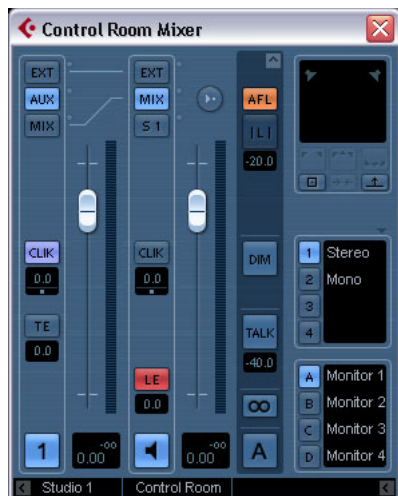 Control Room Mixer
EXT EXT
AUX MIX AFL
MIX S 1 | L |
-20.0
CLIK CLIK DIM
0.0 0.0
1 Stereo
2 Mono
3
4
TE TALK
0.0 -40.0
LE
0.0
A Monitor 1
B Monitor 2
C Monitor 3
D Monitor 4
1 0.00 -oo 0.00 -oo A
Studio 1 Control Room